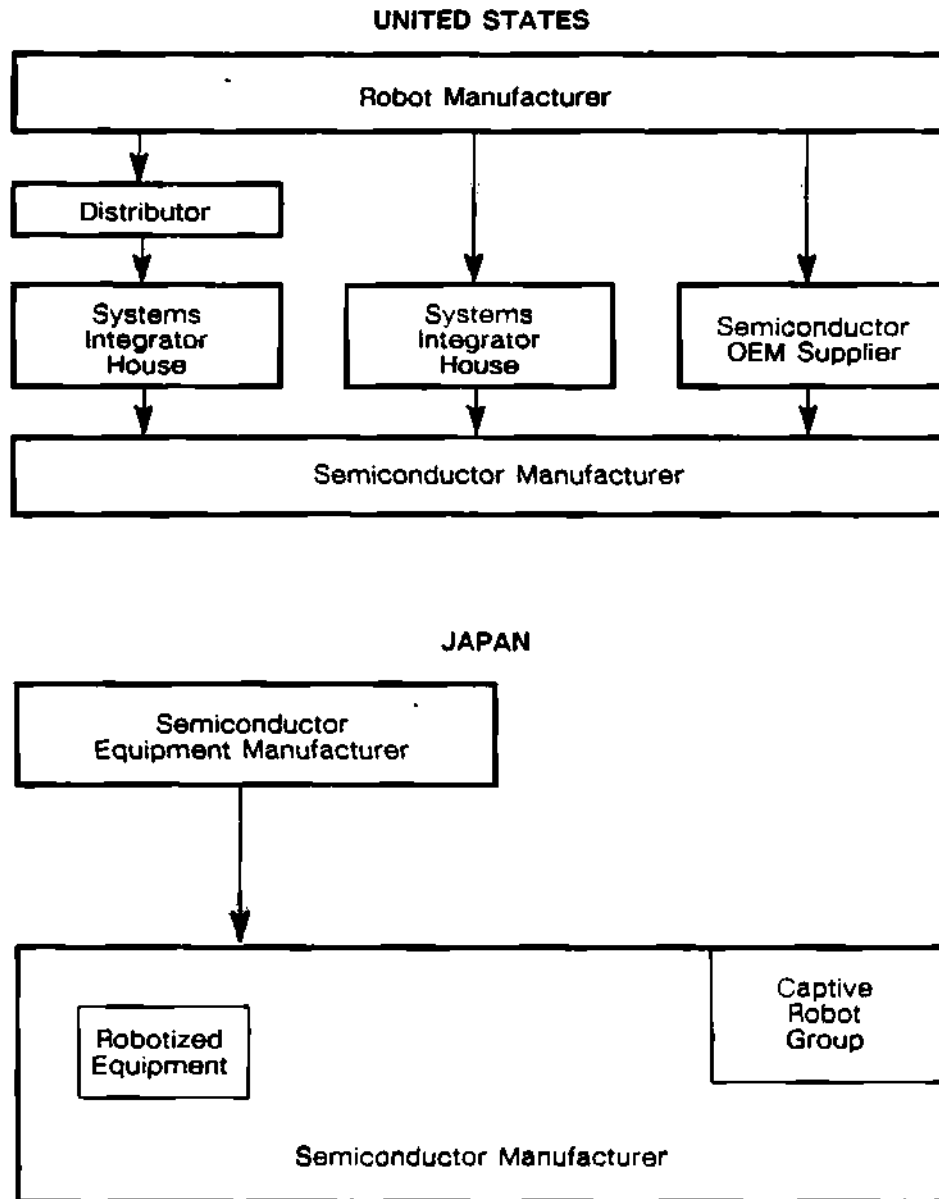 UNITED STATES
Robot Manufacturer
Distributor
Systems
Integrator
House
Systems
Integrator
House
Semiconductor
OEM Supplier
Semiconductor Manufacturer
JAPAN
Semiconductor
Equipment Manufacturer
Captive
Robot
Group
Robotized
Equipment
Semiconductor Manufacturer